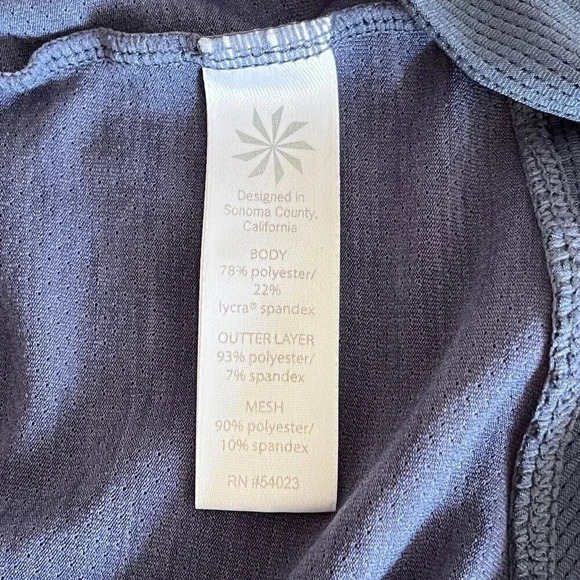 Designed in
Sonoma County,
California
BODY
78% polyester/
22%
lycra® spandex
OUTTER LAYER
93% polyester/
7% spandex
MESH
90% polyester/
10% spandex
RN #54023